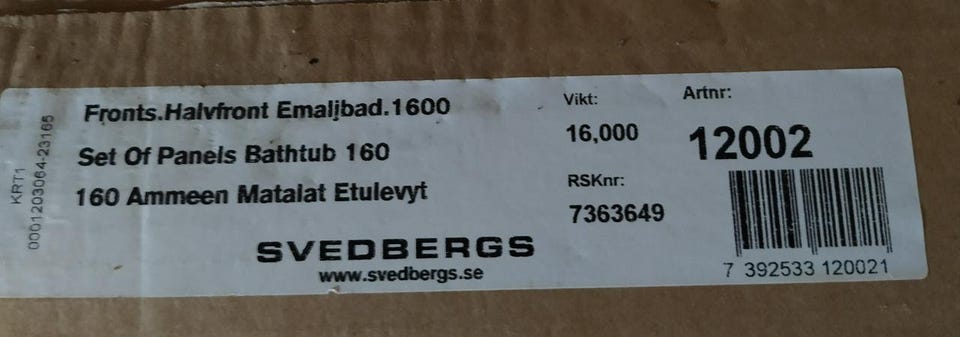 KRT1
0001203064-23165
Fronts.Halvfront Emaljbad.1600
Set Of Panels Bathtub 160
160 Ammeen Matalat Etulevyt
SVEDBERGS
www.svedbergs.se
Vikt:
16,000
RSKnr:
7363649
Artnr:
12002
7 392533 120021